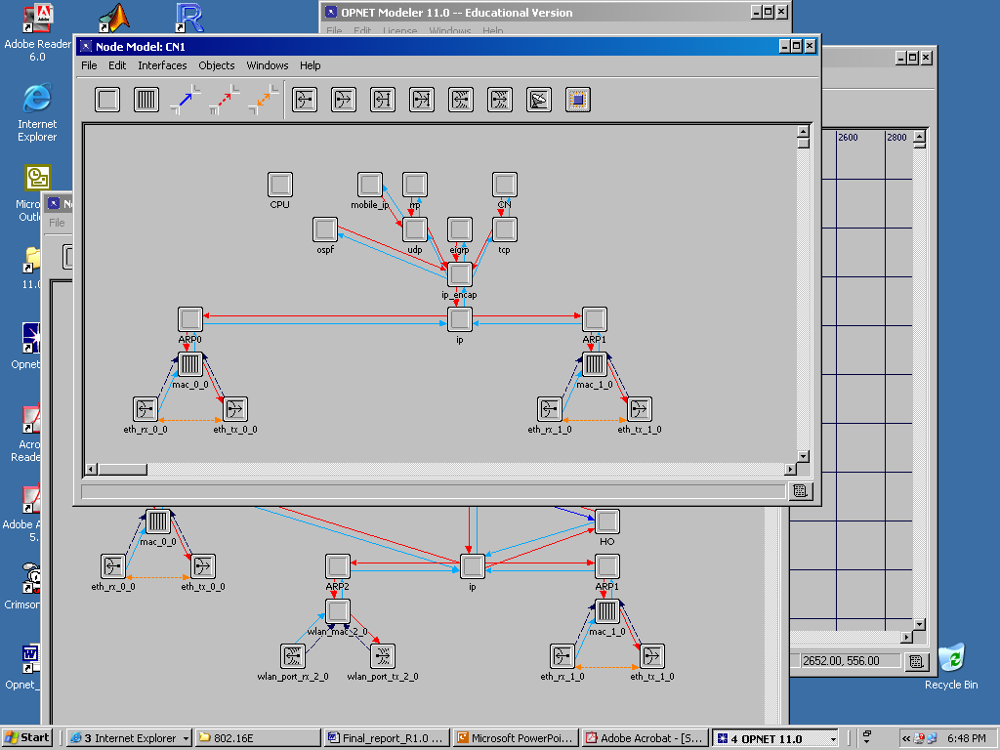 Adobe Reader
6.0
Internet
Explorer
Micro
Outl
11.0
Opnet
Acro
Reade
Adobe A
5.
Crimson
Opnet_
Recycle Bin
OPNET Modeler 11.0 -- Educational Version
File Edit License Windows Help
Node Model: CN1
File Edit Interfaces Objects Windows Help
CPU
mobile_ip
rip
CN
ospf
udp
eigrp
tcp
ip_encap
ARP0
ip
ARP1
mac_0_0
mac_1_0
eth_rx_0_0
eth_tx_0_0
eth_rx_1_0
eth_tx_1_0
2600
2800
File
mac_0_0
HO
eth_rx_0_0
eth_tx_0_0
ARP2
ip
ARP1
wlan_mac_2_0
mac_1_0
wlan_port_rx_2_0
wlan_port_tx_2_0
eth_rx_1_0
eth_tx_1_0
2652.00, 556.00
Start
3 Internet Explorer
802.16E
Final_report_R1.0 ...
Microsoft PowerPoi...
Adobe Acrobat - [S...
4 OPNET 11.0
6:48 PM